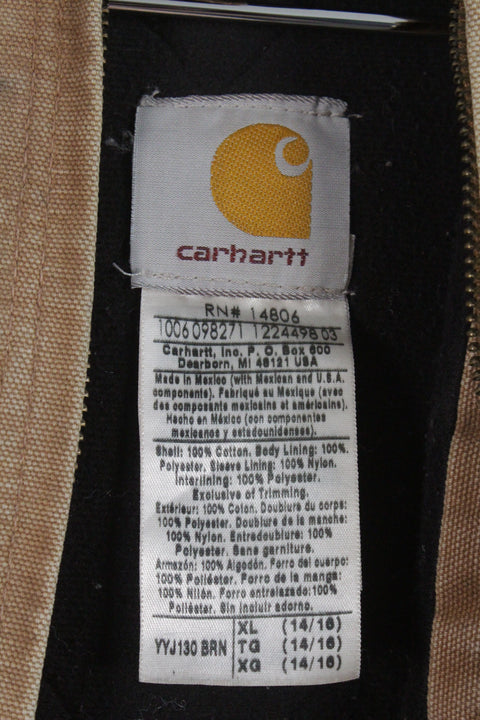 carhartt
RN# 14806
1006098271 1224498 03
Carhartt, Inc. P. O. Box 600
Dearborn, MI 48121 USA
Made in Mexico (with Mexican and U.S.A.
components). Fabriqué au Mexique (avec
des composants mexicains et américains).
Hecho en México (con componentes
mexicanos y estadounidenses).
Shell: 100% Cotton. Body Lining: 100%
Polyester, Sleeve Lining: 100% Nylon.
Interlining: 100% Polyester.
Exclusive of Trimming.
Extérieur: 100% Coton. Doublure du corps:
100% Polyester. Doublure de la manche:
100% Nylon. Entredoublure: 100%
Polyester. Sans garniture.
Armazón: 100% Algodón. Forro del cuerpo:
100% Poliéster. Forro de la manga:
100% Nilón. Forro entrelazado: 100%
Poliéster. Sin incluir adorno.
YYJ130 BRN
XL (14/16)
TG (14/16)
XG (14/16)